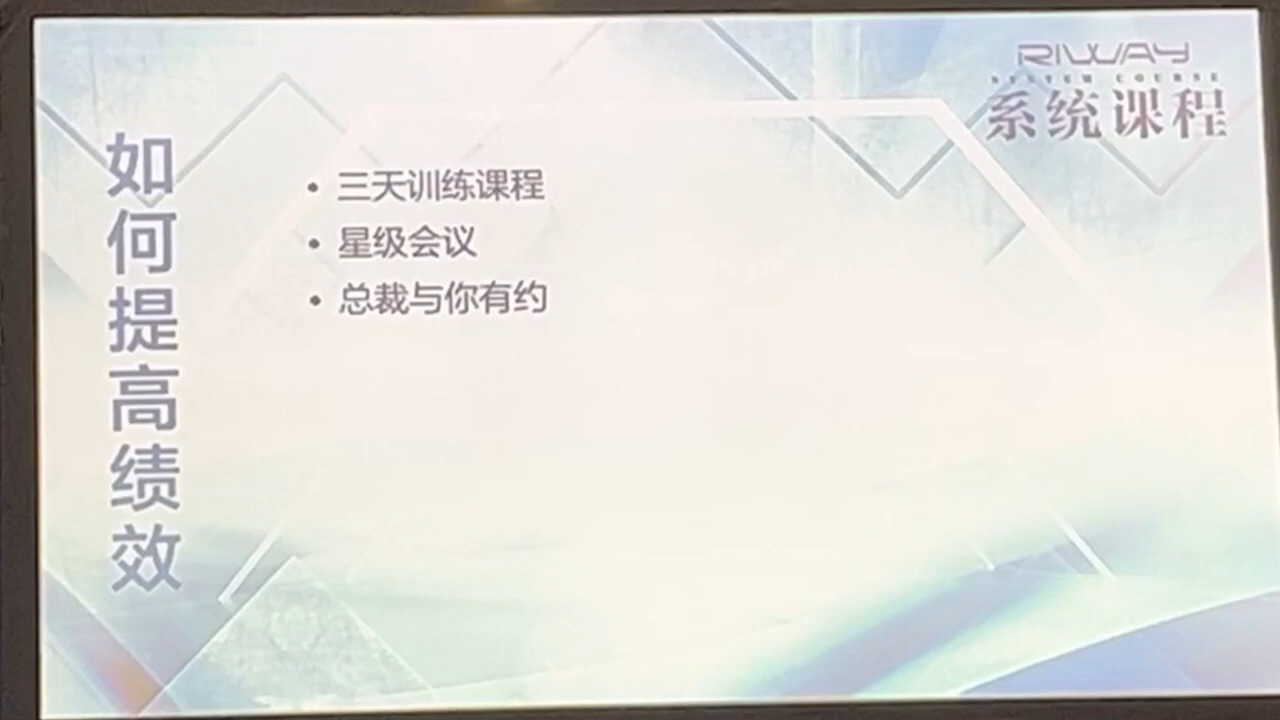 RIWAY
SYSTEM COURSE
系统课程
如何提高绩效
• 三天训练课程
• 星级会议
• 总裁与你有约